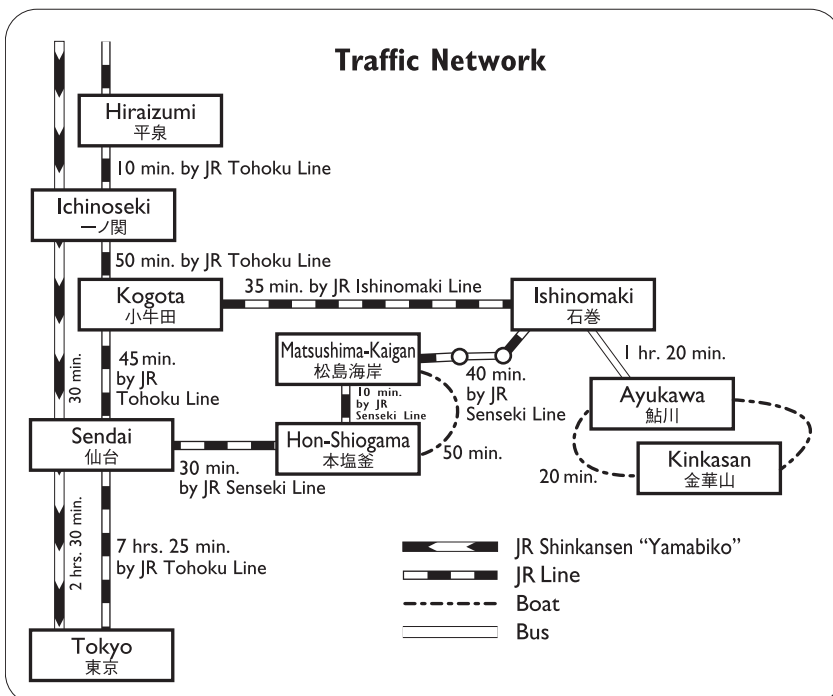 Traffic Network
Hiraizumi
平泉
10 min. by JR Tohoku Line
Ichinoseki
一ノ関
50 min. by JR Tohoku Line
35 min. by JR Ishinomaki Line
Kogota
小牛田
Ishinomaki
石巻
Matsushima-Kaigan
松島海岸
1 hr. 20 min.
45 min.
by JR
Tohoku Line
30 min.
10 min.
by JR
Senseki Line
40 min.
by JR
Senseki Line
Ayukawa
鮎川
Sendai
仙台
Hon-Shiogama
本塩釜
50 min.
30 min.
by JR Senseki Line
20 min.
Kinkasan
金華山
2 hrs. 30 min.
7 hrs. 25 min.
by JR Tohoku Line
JR Shinkansen “Yamabiko”
JR Line
Boat
Bus
Tokyo
東京